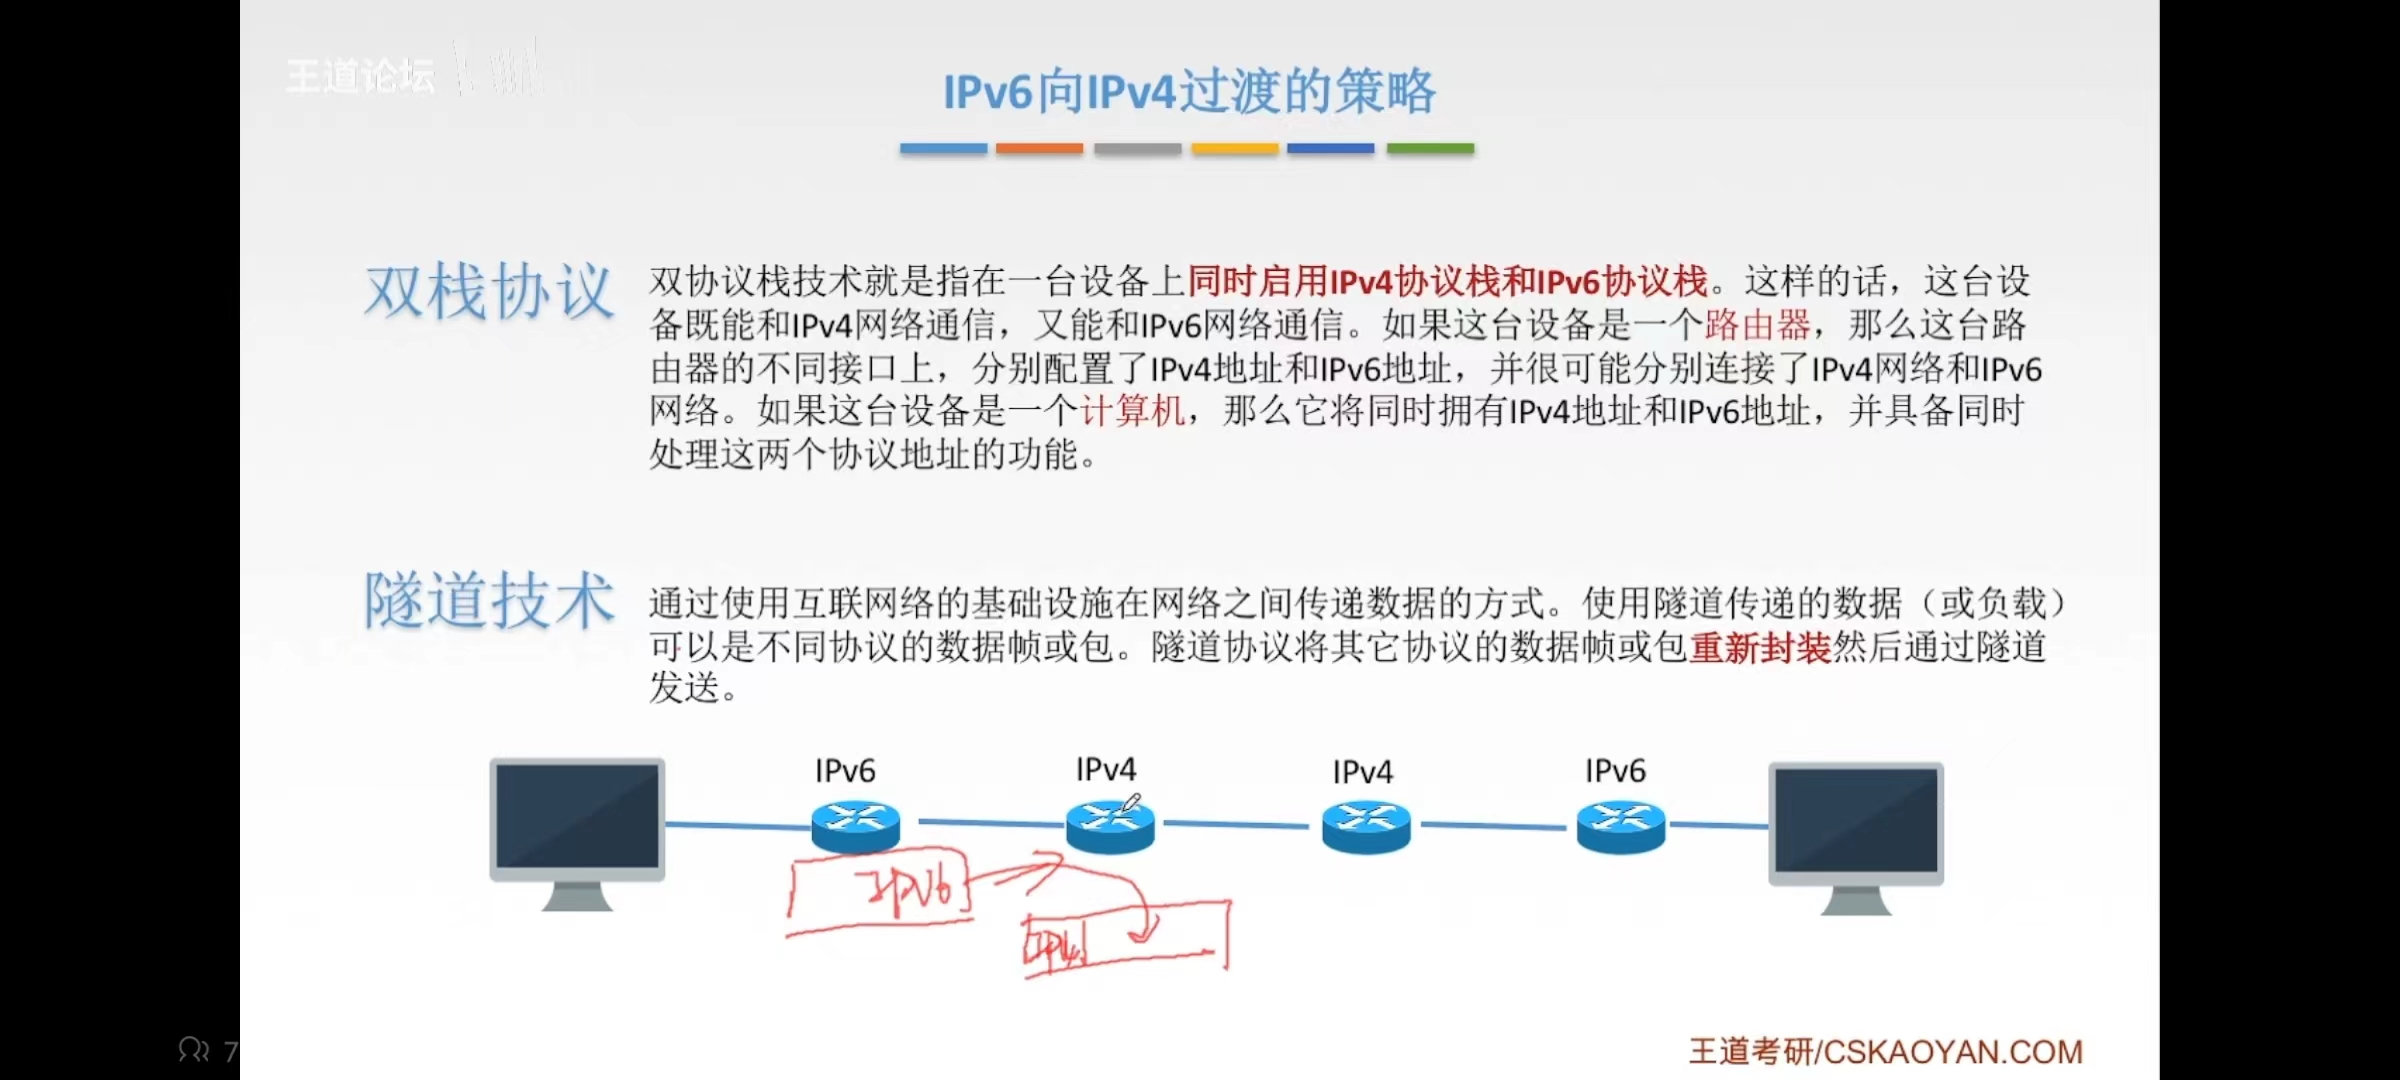 王道论坛
IPv6向IPv4过渡的策略
双栈协议
双协议栈技术就是指在一台设备上同时启用IPv4协议栈和IPv6协议栈。这样的话，这台设
备既能和IPv4网络通信，又能和IPv6网络通信。如果这台设备是一个路由器，那么这台路
由器的不同接口上，分别配置了IPv4地址和IPv6地址，并很可能分别连接了IPv4网络和IPv6
网络。如果这台设备是一个计算机，那么它将同时拥有IPv4地址和IPv6地址，并具备同时
处理这两个协议地址的功能。
隧道技术
通过使用互联网络的基础设施在网络之间传递数据的方式。使用隧道传递的数据（或负载）
可以是不同协议的数据帧或包。隧道协议将其它协议的数据帧或包重新封装然后通过隧道
发送。
IPv6 IPv4 IPv4 IPv6
IPV6
7
王道考研/CSKAOYAN.COM